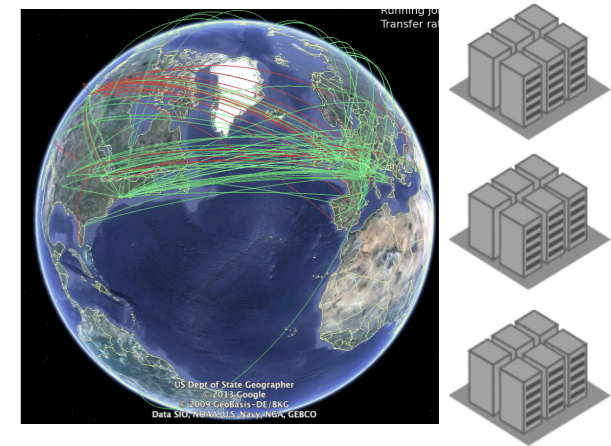 Running jo
Transfer rat
US Dept of State Geographer
© 2013 Google
© 2009 GeoBasis-DE/BKG
Data SIO, NOAA, U.S. Navy, NGA, GEBCO